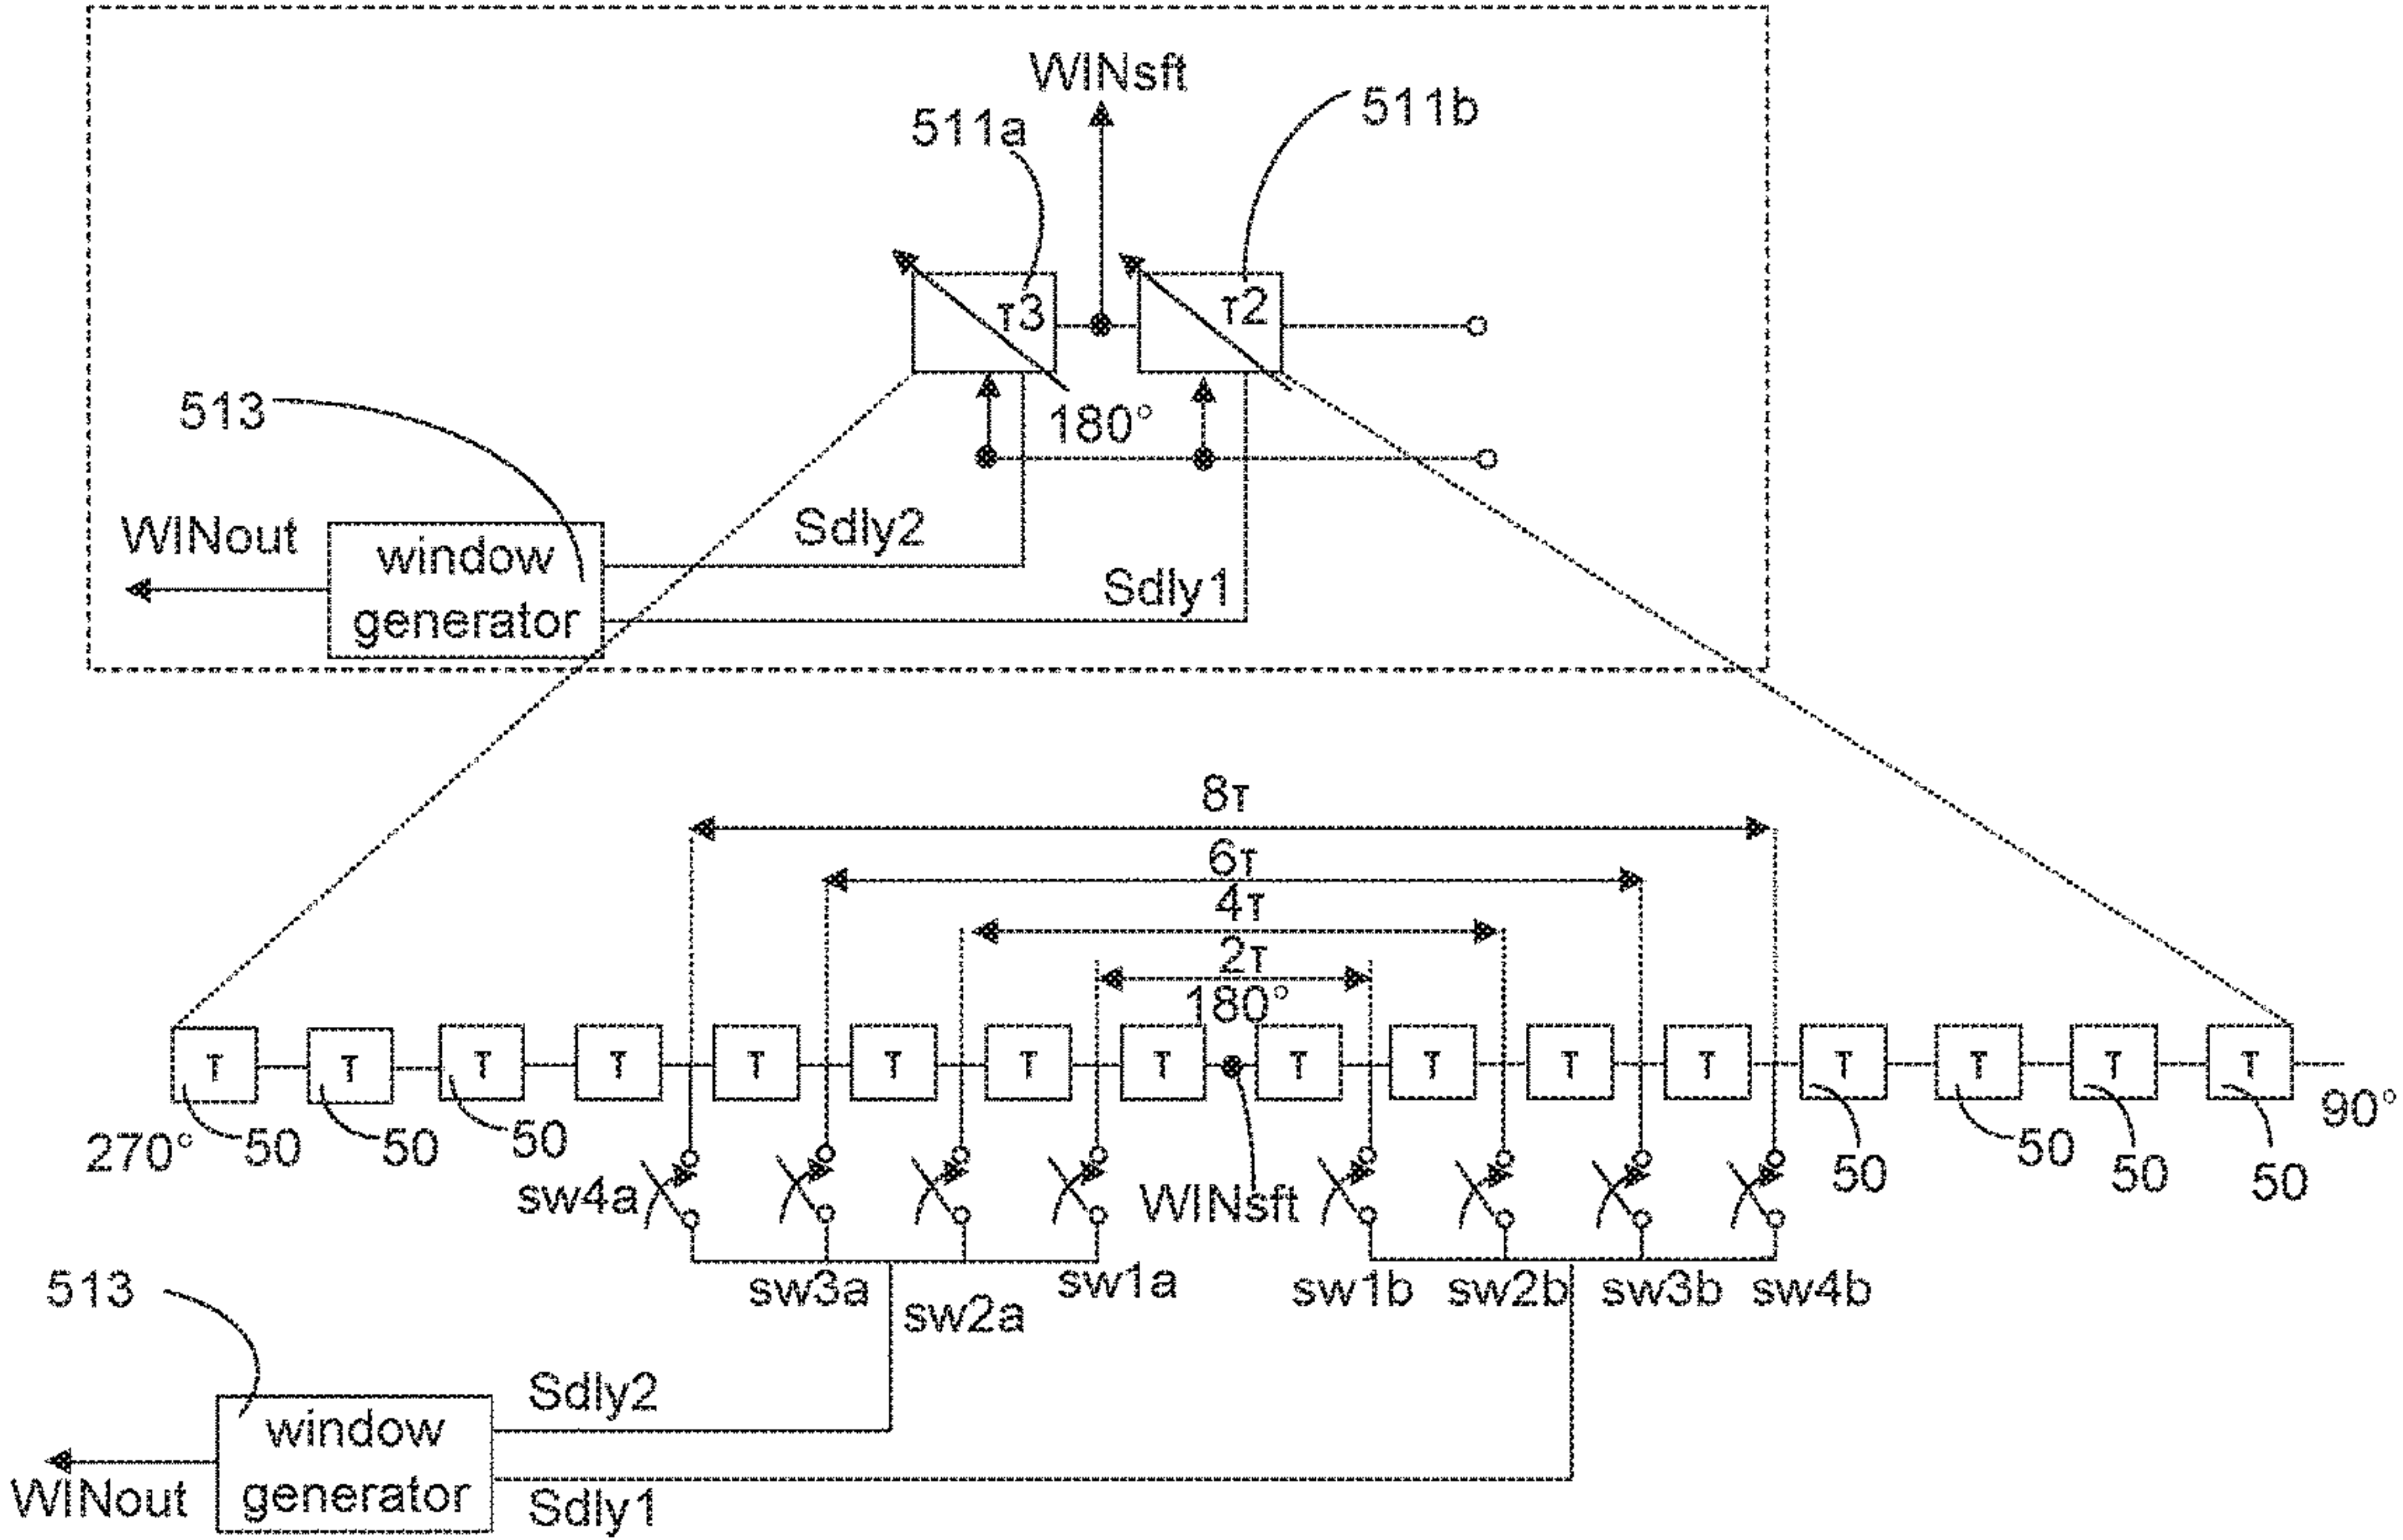 WINsft
511a
511b
τ3
τ2
180°
513
WINout
window
generator
Sdly2
Sdly1
8τ
6τ
4τ
2τ
180°
τ τ τ τ τ τ τ τ τ τ τ τ τ τ τ τ
270°
50
50
50
50
50
50
50
90°
sw4a
sw3a
sw2a
sw1a
WINsft
sw1b
sw2b
sw3b
sw4b
513
Sdly2
window
generator
WINout
Sdly1